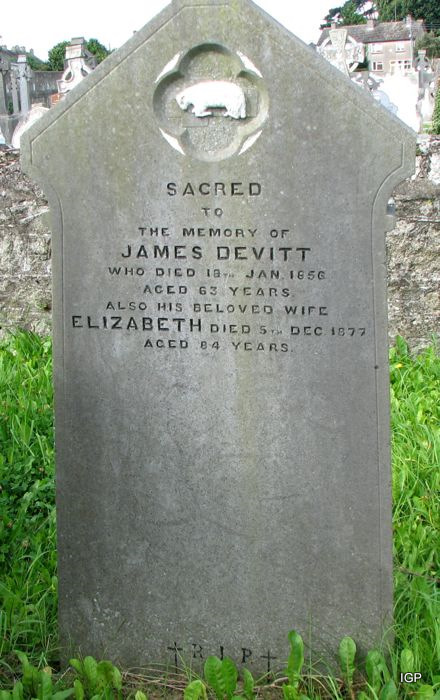 SACRED
TO
THE MEMORY OF
JAMES DEVITT
WHO DIED 18TH JAN. 1856
AGED 63 YEARS.
ALSO HIS BELOVED WIFE
ELIZABETH DIED 5TH DEC 1877
AGED 84 YEARS.
† R I P †
IGP